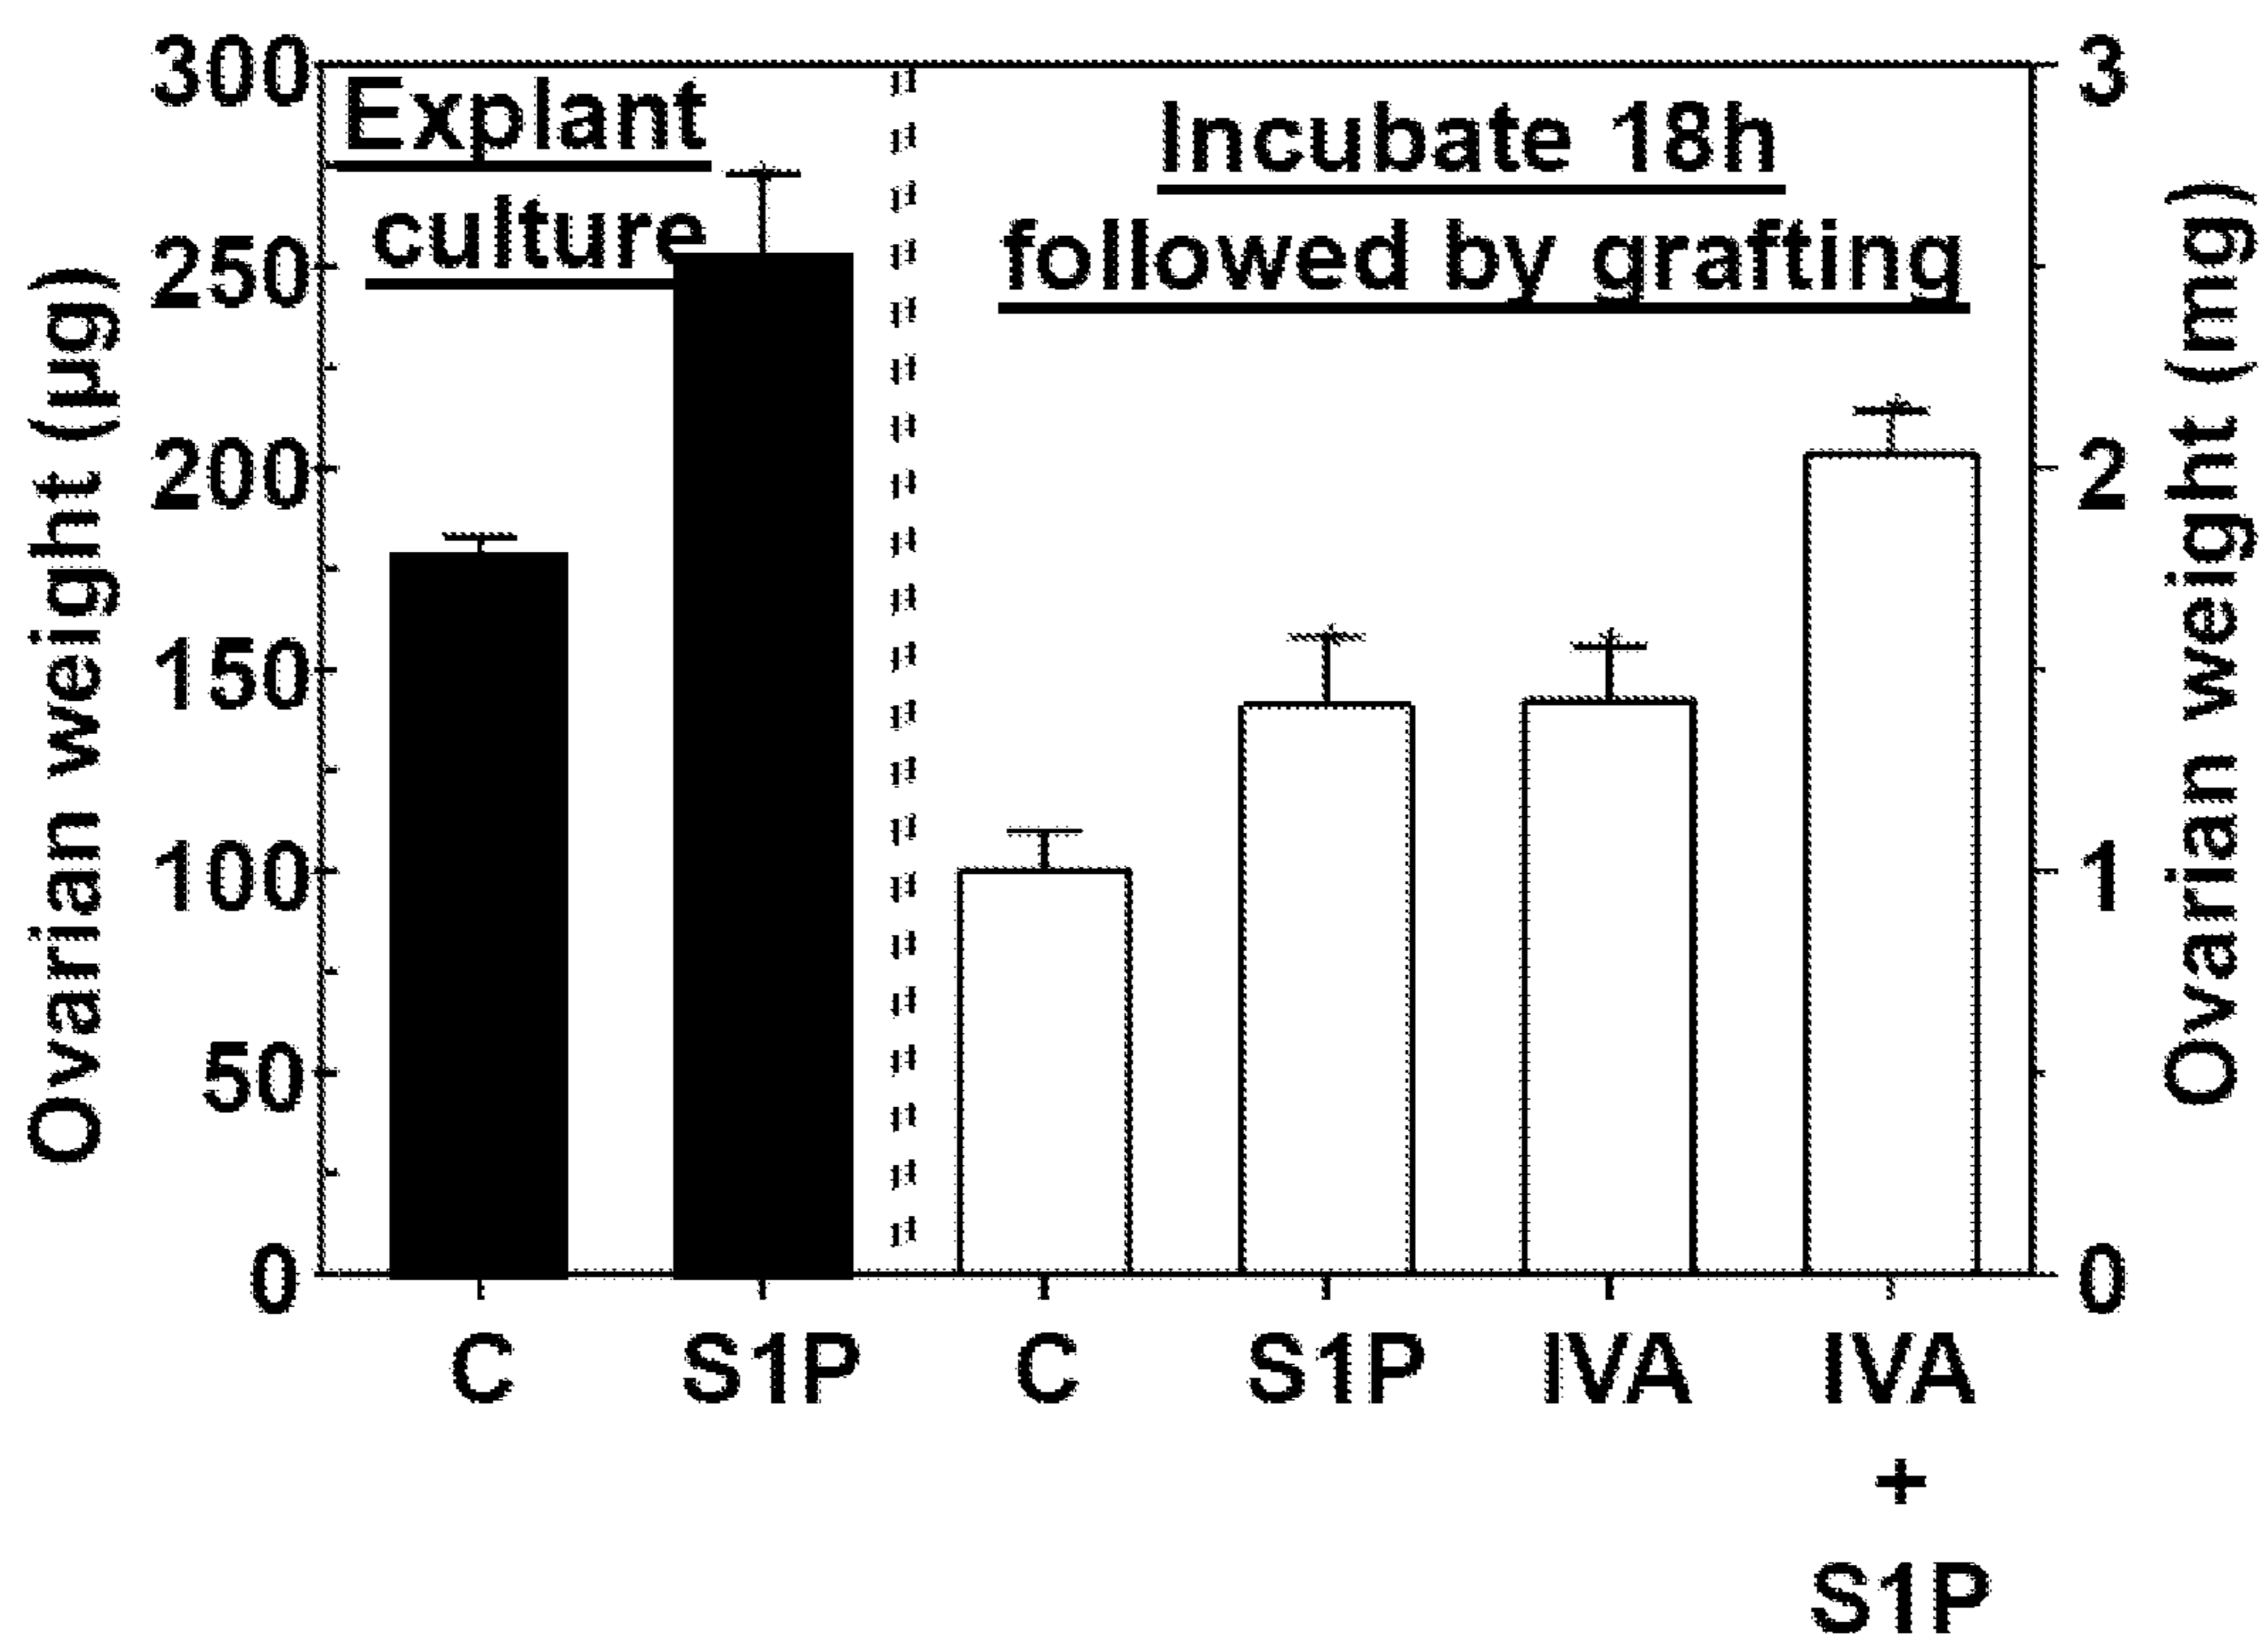 Ovarian weight (µg)
300
250
200
150
100
50
0
Explant
culture
Incubate 18h
followed by grafting
3
2
1
0
Ovarian weight (mg)
C
S1P
C
S1P
IVA
IVA
+
S1P